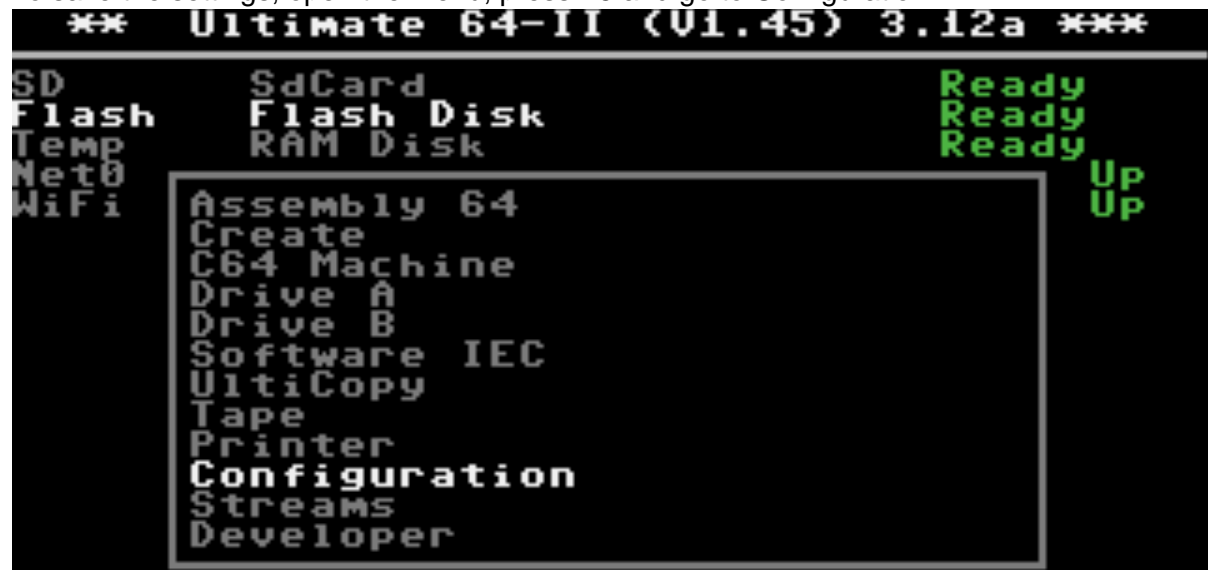 ** Ultimate 64-II (V1.45) 3.12a ***
SD SdCard Ready
Flash Flash Disk Ready
Temp RAM Disk Ready
Net0 Up
WiFi Up
Assembly 64
Create
C64 Machine
Drive A
Drive B
Software IEC
UltiCopy
Tape
Printer
Configuration
Streams
Developer